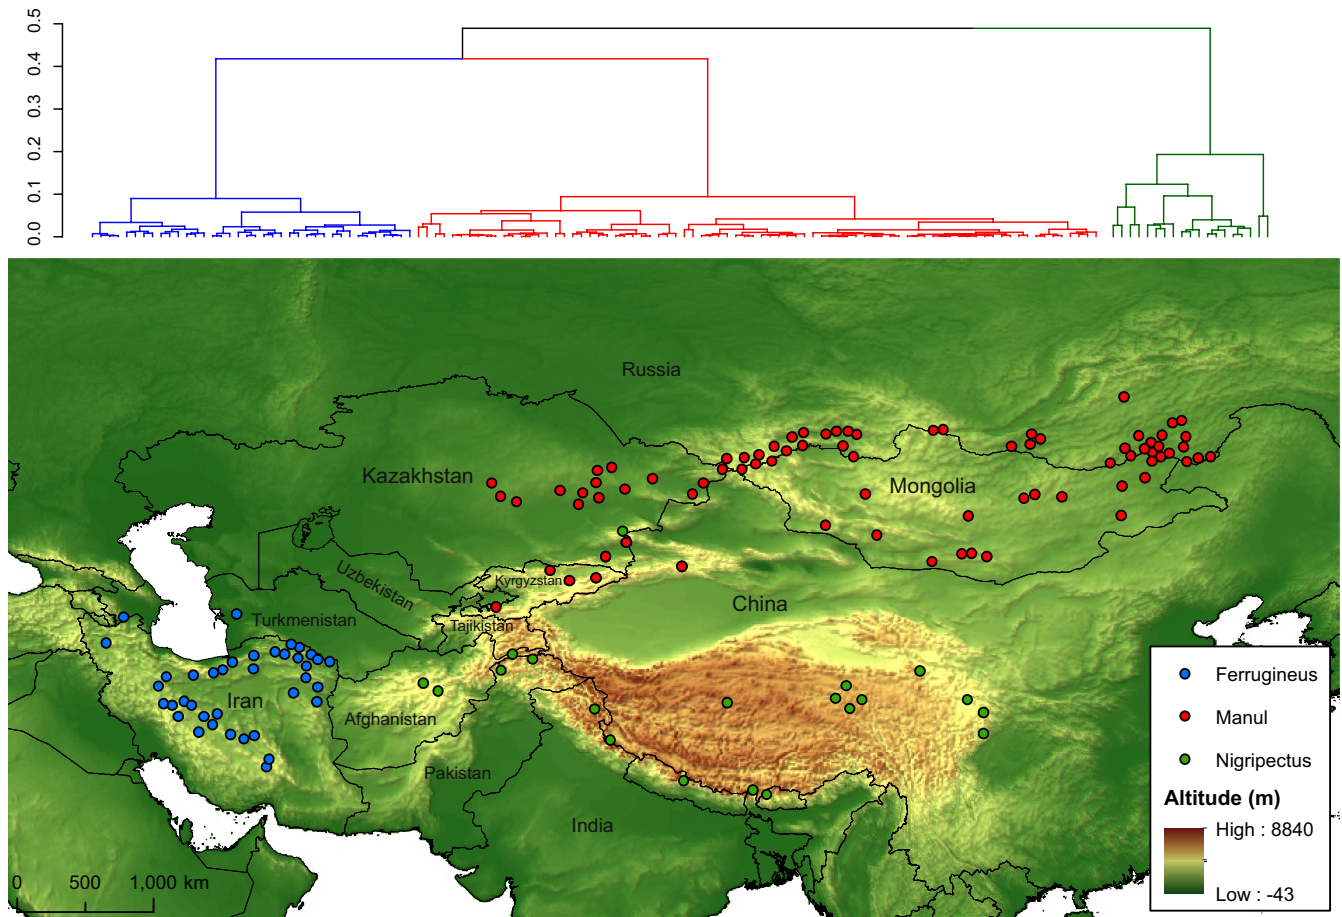 0.5
0.4
0.3
0.2
0.1
0.0
Russia
Kazakhstan
Mongolia
Uzbekistan
Kyrgyzstan
Turkmenistan
Tajikistan
China
Iran
Afghanistan
Pakistan
India
0 500 1,000 km
Ferrugineus
Manul
Nigripectus
Altitude (m)
High : 8840
Low : -43